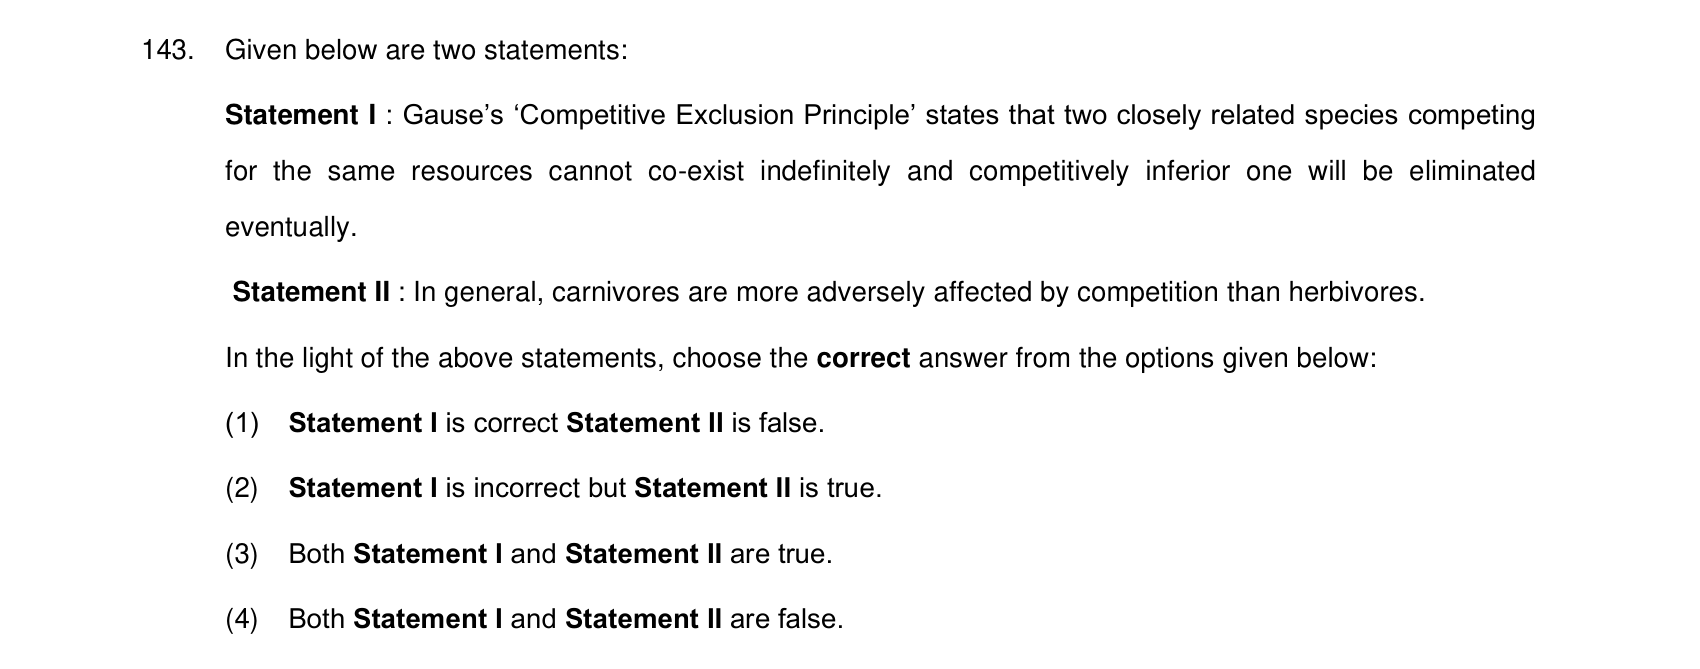 143. Given below are two statements:
Statement I : Gause’s ‘Competitive Exclusion Principle’ states that two closely related species competing
for the same resources cannot co-exist indefinitely and competitively inferior one will be eliminated
eventually.
Statement II : In general, carnivores are more adversely affected by competition than herbivores.
In the light of the above statements, choose the correct answer from the options given below:
(1) Statement I is correct Statement II is false.
(2) Statement I is incorrect but Statement II is true.
(3) Both Statement I and Statement II are true.
(4) Both Statement I and Statement II are false.